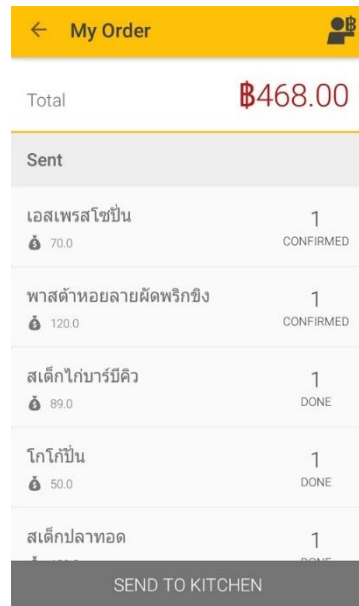 My Order
Total
฿468.00
Sent
เอสเพรสโซปั่น
1
70.0
CONFIRMED
พาสต้าหอยลายผัดพริกขิง
1
120.0
CONFIRMED
สเต็กไก่บาร์บีคิว
1
89.0
DONE
โกโก้ปั่น
1
50.0
DONE
สเต็กปลาทอด
1
SEND TO KITCHEN